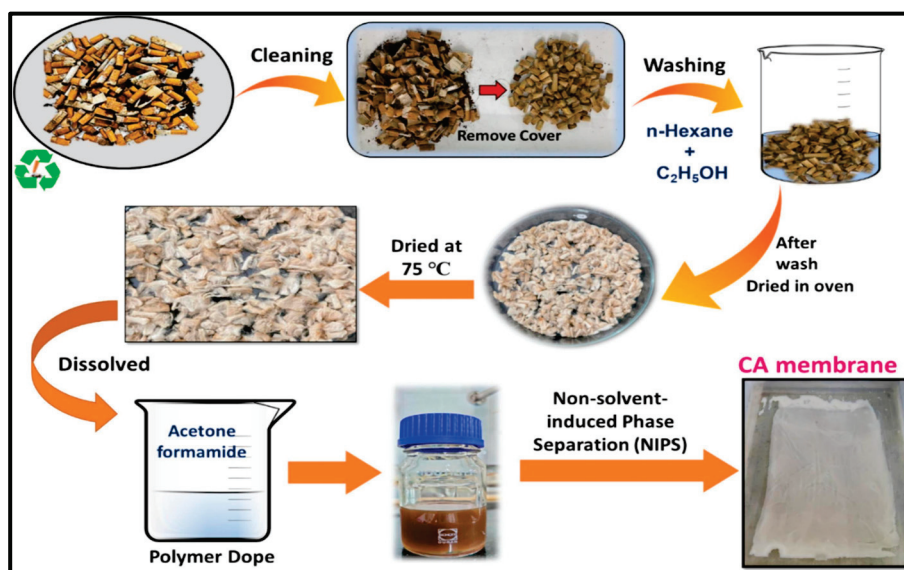 Cleaning
Remove Cover
Washing
n-Hexane
+
C₂H₅OH
After
wash
Dried in oven
Dried at
75 °C
Dissolved
Acetone
formamide
Polymer Dope
Non-solvent-
induced Phase
Separation (NIPS)
CA membrane